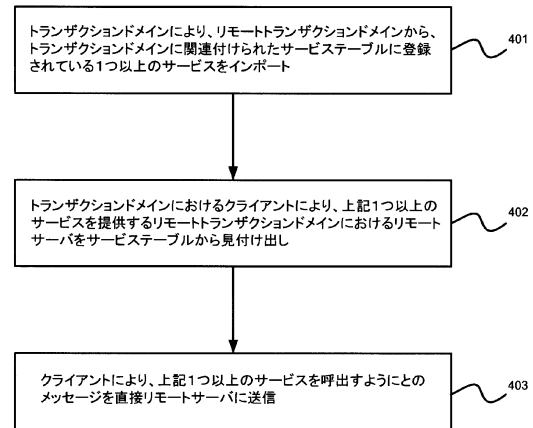 トランザクションドメインにより、リモートトランザクションドメインから、
トランザクションドメインに関連付けられたサービステーブルに登録
されている1つ以上のサービスをインポート
401
トランザクションドメインにおけるクライアントにより、上記1つ以上の
サービスを提供するリモートトランザクションドメインにおけるリモート
サーバをサービステーブルから見付け出し
402
クライアントにより、上記1つ以上のサービスを呼出すようにとの
メッセージを直接リモートサーバに送信
403